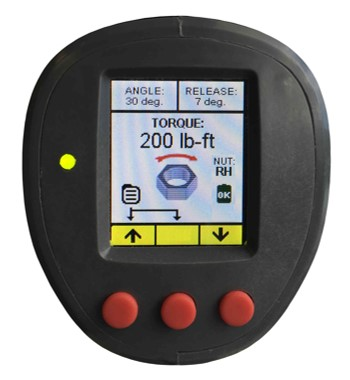 ANGLE:
30 deg.
RELEASE:
7 deg.
TORQUE:
200 lb-ft
NUT:
RH
OK